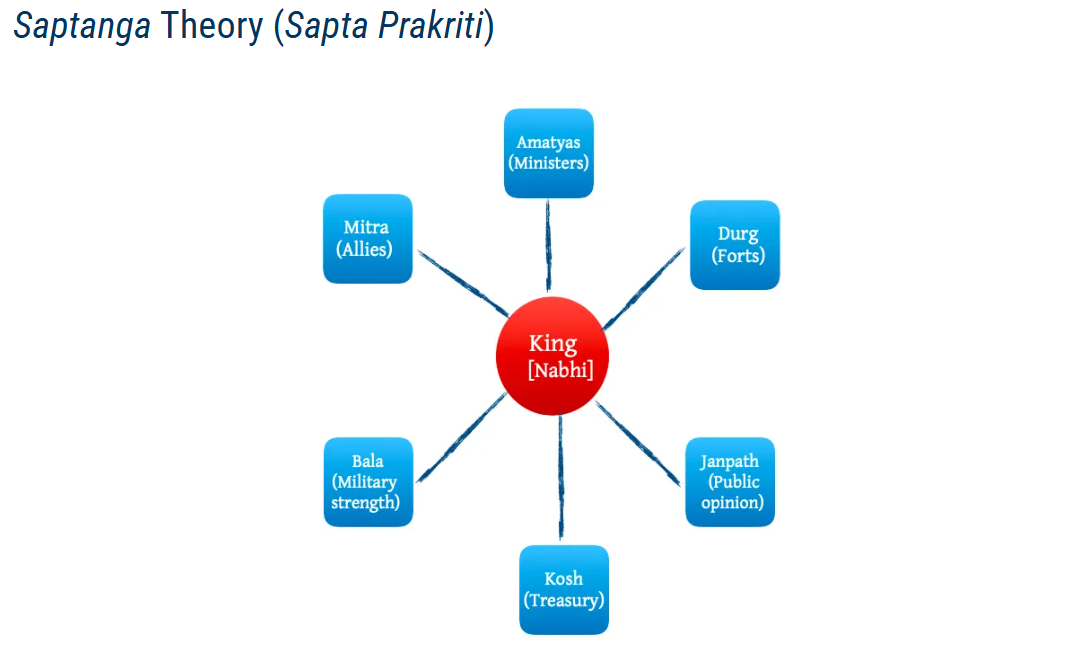 Saptanga Theory (Sapta Prakriti)
Amatyas
(Ministers)
Mitra
(Allies)
Durg
(Forts)
King
[Nabhi]
Bala
(Military
strength)
Janpath
(Public
opinion)
Kosh
(Treasury)